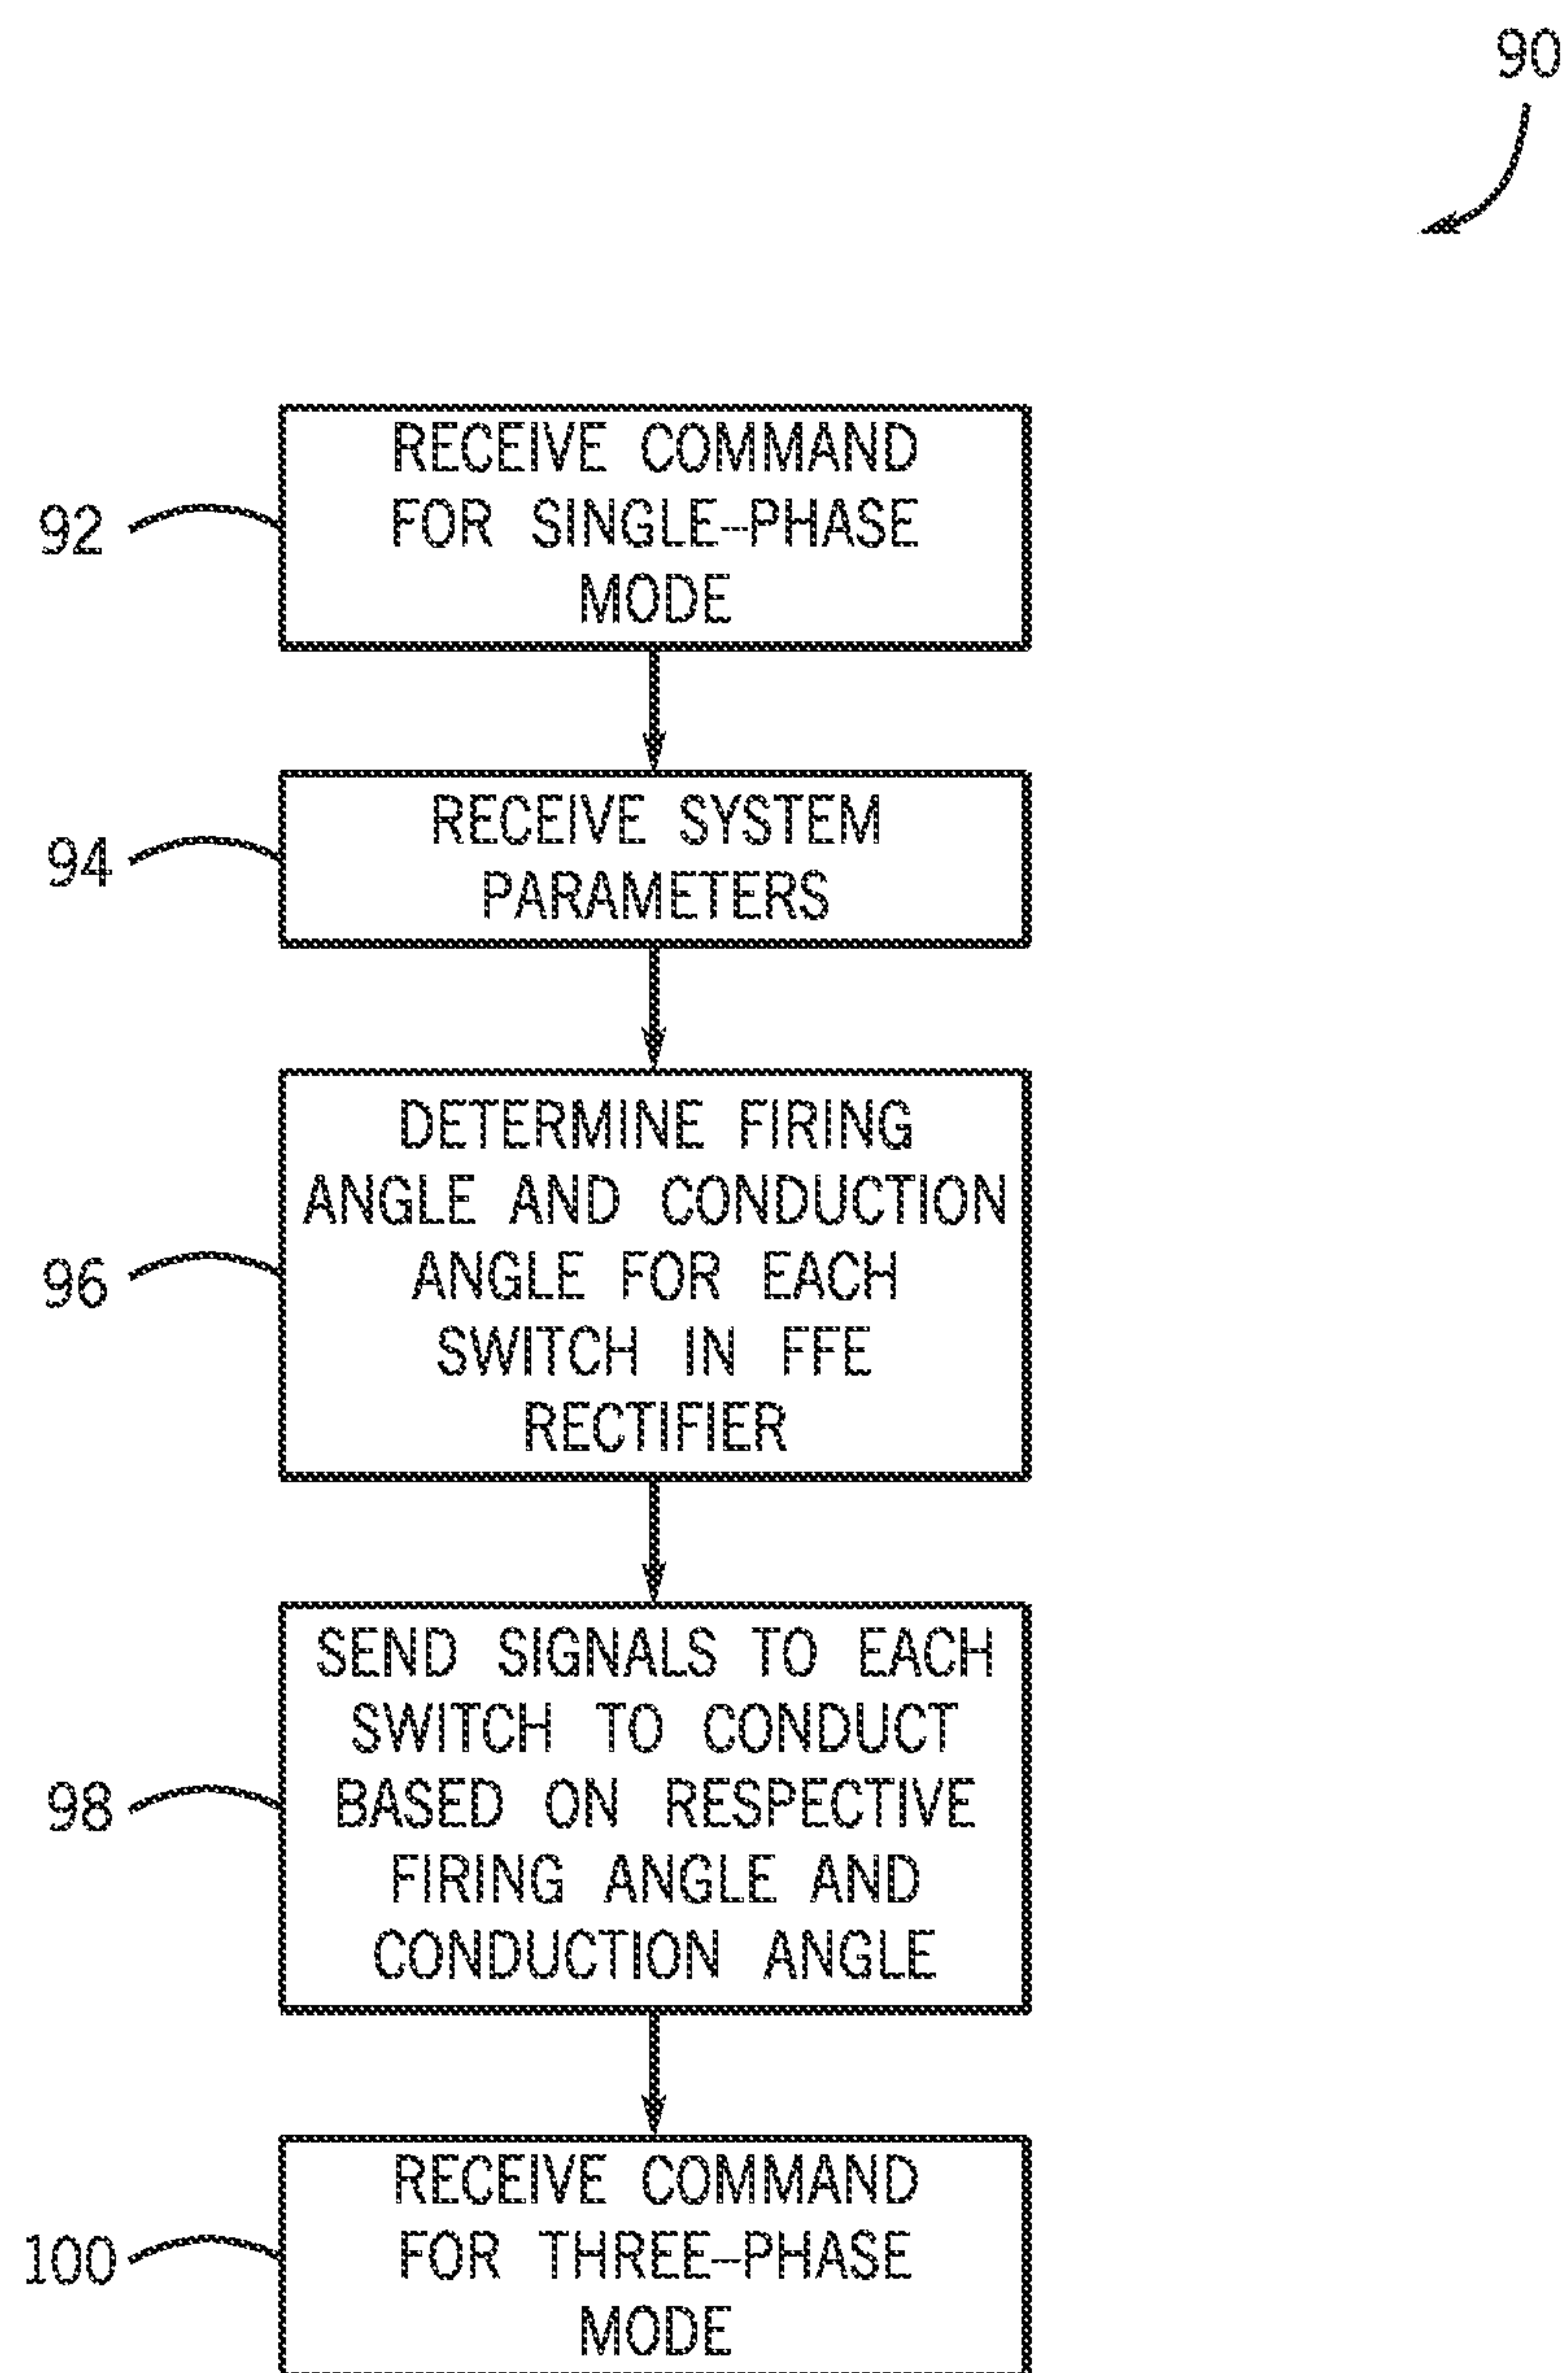 90
RECEIVE COMMAND
FOR SINGLE-PHASE
MODE
92
RECEIVE SYSTEM
PARAMETERS
94
DETERMINE FIRING
ANGLE AND CONDUCTION
ANGLE FOR EACH
SWITCH IN FFE
RECTIFIER
96
SEND SIGNALS TO EACH
SWITCH TO CONDUCT
BASED ON RESPECTIVE
FIRING ANGLE AND
CONDUCTION ANGLE
98
RECEIVE COMMAND
FOR THREE-PHASE
MODE
100